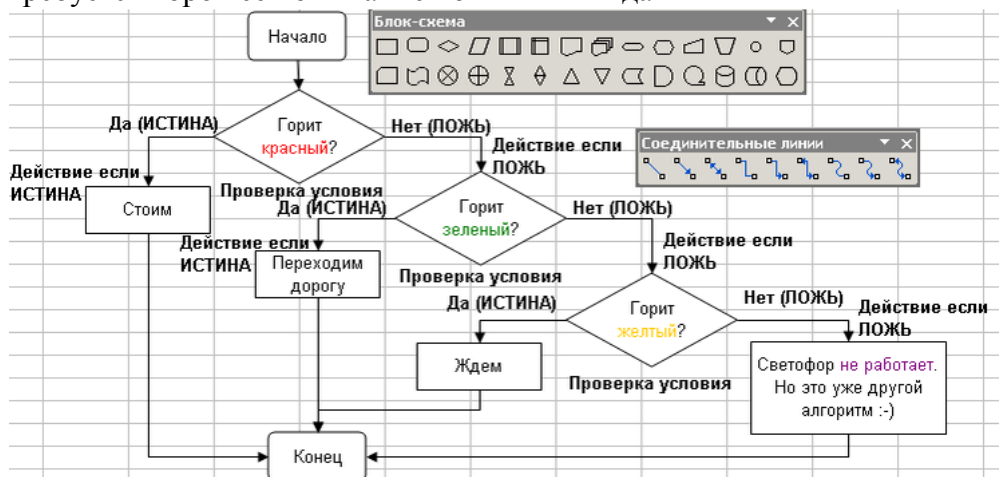 Блок-схема
Начало
Да (ИСТИНА)
Горит
красный?
Нет (ЛОЖЬ)
Действие если
ЛОЖЬ
Соединительные линии
Действие если
ИСТИНА
Стоим
Проверка условия
Да (ИСТИНА)
Горит
зеленый?
Нет (ЛОЖЬ)
Действие если
ЛОЖЬ
Действие если
ИСТИНА
Переходим
дорогу
Проверка условия
Да (ИСТИНА)
Горит
желтый?
Нет (ЛОЖЬ)
Действие если
ЛОЖЬ
Ждем
Проверка условия
Светофор не работает.
Но это уже другой
алгоритм :-)
Конец